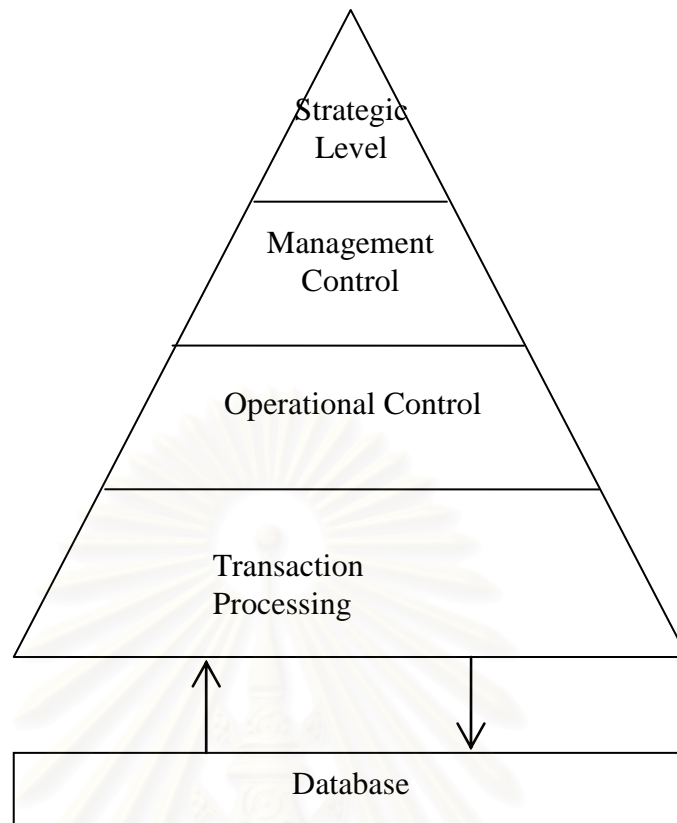 Strategic
Level
Management
Control
Operational Control
Transaction
Processing
Database